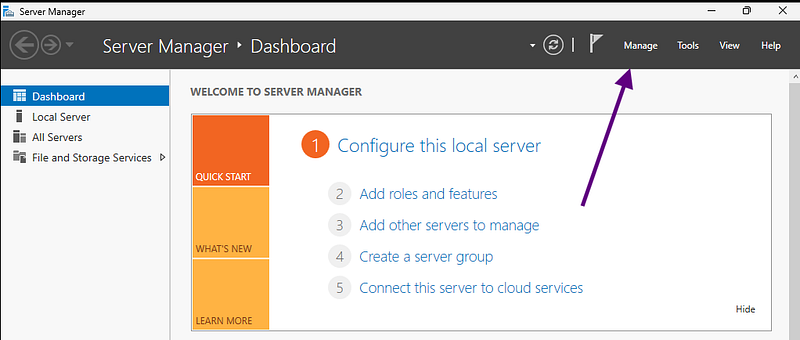 Server Manager
Server Manager ‣ Dashboard
Manage Tools View Help
Dashboard
Local Server
All Servers
File and Storage Services
WELCOME TO SERVER MANAGER
QUICK START
WHAT'S NEW
LEARN MORE
1 Configure this local server
2 Add roles and features
3 Add other servers to manage
4 Create a server group
5 Connect this server to cloud services
Hide